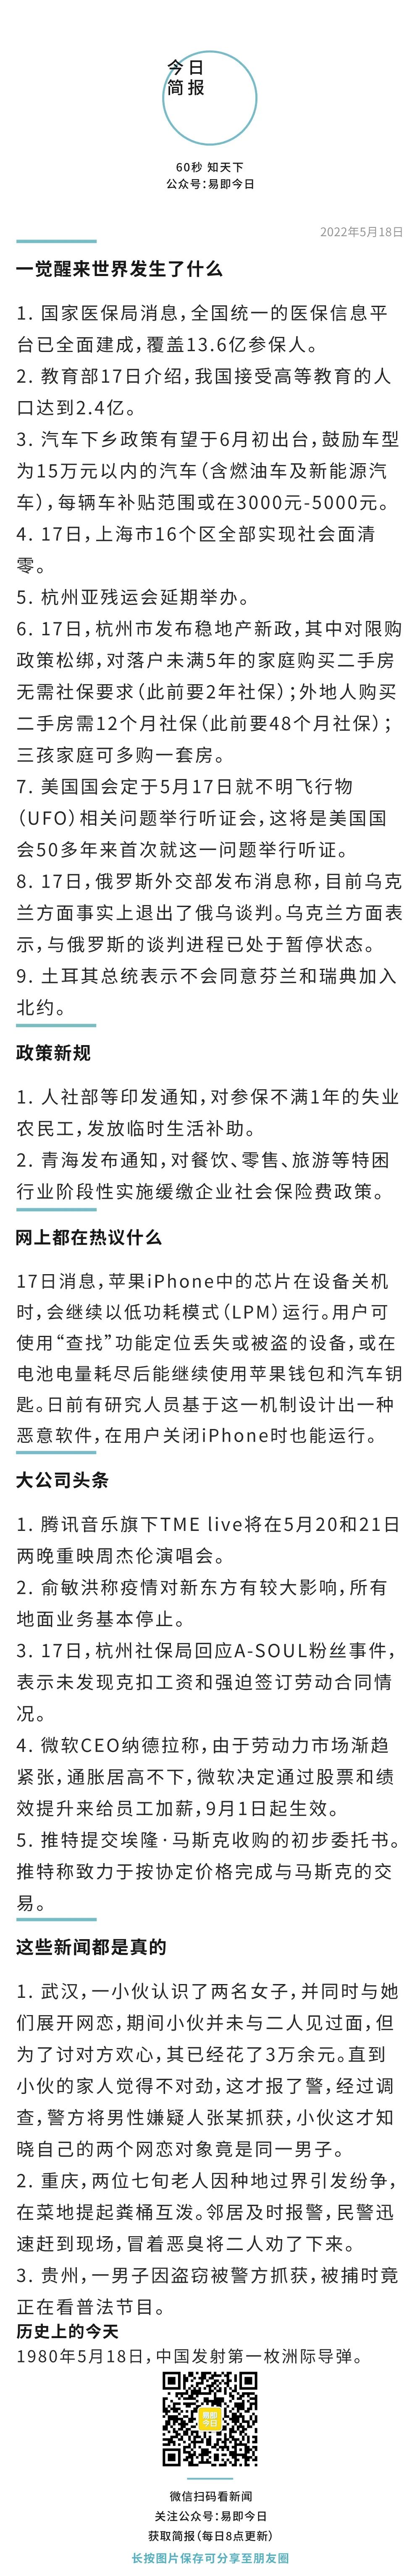 今日
简报
60秒 知天下
公众号：易即今日
2022年5月18日
一觉醒来世界发生了什么
1. 国家医保局消息，全国统一的医保信息平
台已全面建成，覆盖13.6亿参保人。
2. 教育部17日介绍，我国接受高等教育的人
口达到2.4亿。
3. 汽车下乡政策有望于6月初出台，鼓励车型
为15万元以内的汽车（含燃油车及新能源汽
车），每辆车补贴范围或在3000元-5000元。
4. 17日，上海市16个区全部实现社会面清
零。
5. 杭州亚残运会延期举办。
6. 17日，杭州市发布稳地产新政，其中对限购
政策松绑，对落户未满5年的家庭购买二手房
无需社保要求（此前要2年社保）；外地人购买
二手房需12个月社保（此前要48个月社保）；
三孩家庭可多购一套房。
7. 美国国会定于5月17日就不明飞行物
（UFO）相关问题举行听证会，这将是美国国
会50多年来首次就这一问题举行听证。
8. 17日，俄罗斯外交部发布消息称，目前乌克
兰方面事实上退出了俄乌谈判。乌克兰方面表
示，与俄罗斯的谈判进程已处于暂停状态。
9. 土耳其总统表示不会同意芬兰和瑞典加入
北约。
政策新规
1. 人社部等印发通知，对参保不满1年的失业
农民工，发放临时生活补助。
2. 青海发布通知，对餐饮、零售、旅游等特困
行业阶段性实施缓缴企业社会保险费政策。
网上都在热议什么
17日消息，苹果iPhone中的芯片在设备关机
时，会继续以低功耗模式（LPM）运行。用户可
使用“查找”功能定位丢失或被盗的设备，或在
电池电量耗尽后能继续使用苹果钱包和汽车钥
匙。日前有研究人员基于这一机制设计出一种
恶意软件，在用户关闭iPhone时也能运行。
大公司头条
1. 腾讯音乐旗下TME live将在5月20和21日
两晚重映周杰伦演唱会。
2. 俞敏洪称疫情对新东方有较大影响，所有
地面业务基本停止。
3. 17日，杭州社保局回应A-SOUL粉丝事件，
表示未发现克扣工资和强迫签订劳动合同情
况。
4. 微软CEO纳德拉称，由于劳动力市场渐趋
紧张，通胀居高不下，微软决定通过股票和绩
效提升来给员工加薪，9月1日起生效。
5. 推特提交埃隆·马斯克收购的初步委托书。
推特称致力于按协定价格完成与马斯克的交
易。
这些新闻都是真的
1. 武汉，一小伙认识了两名女子，并同时与她
们展开网恋，期间小伙并未与二人见过面，但
为了讨对方欢心，其已经花了3万余元。直到
小伙的家人觉得不对劲，这才报了警，经过调
查，警方将男性嫌疑人张某抓获，小伙这才知
晓自己的两个网恋对象竟是同一男子。
2. 重庆，两位七旬老人因种地过界引发纷争，
在菜地提起粪桶互泼。邻居及时报警，民警迅
速赶到现场，冒着恶臭将二人劝了下来。
3. 贵州，一男子因盗窃被警方抓获，被捕时竟
正在看普法节目。
历史上的今天
1980年5月18日，中国发射第一枚洲际导弹。
易即
今日
微信扫码看新闻
关注公众号：易即今日
获取简报（每日8点更新）
长按图片保存可分享至朋友圈